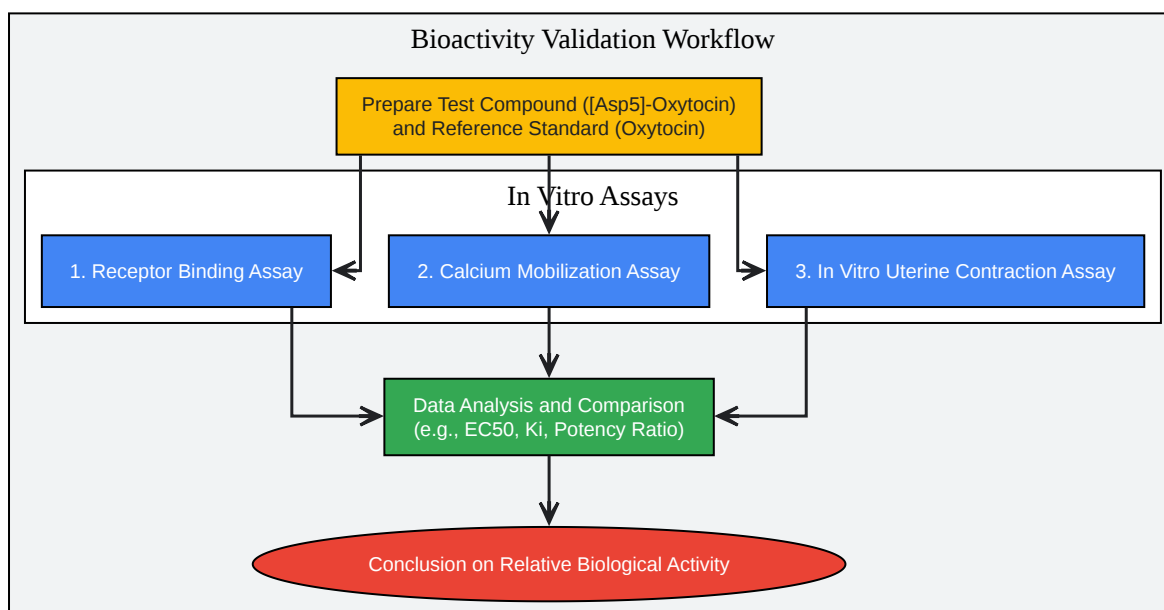 Bioactivity Validation Workflow
Prepare Test Compound ([Asp5]-Oxytocin)
and Reference Standard (Oxytocin)
In Vitro Assays
1. Receptor Binding Assay
2. Calcium Mobilization Assay
3. In Vitro Uterine Contraction Assay
Data Analysis and Comparison
(e.g., EC50, Ki, Potency Ratio)
Conclusion on Relative Biological Activity